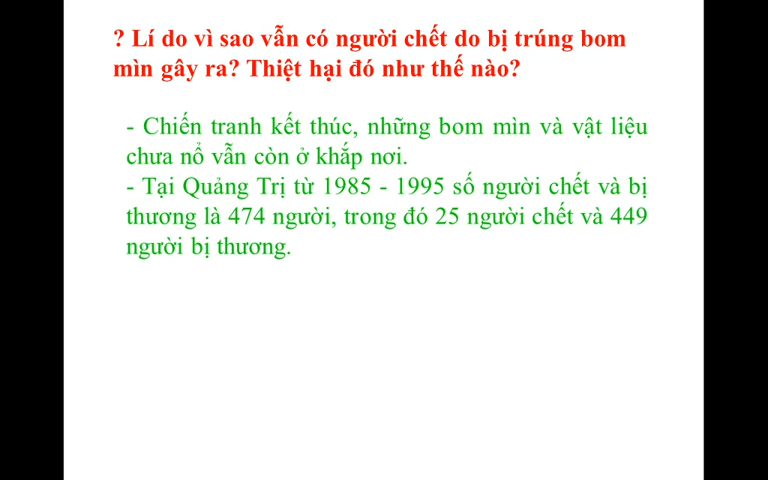 ? Lí do vì sao vẫn có người chết do bị trúng bom
mìn gây ra? Thiệt hại đó như thế nào?
- Chiến tranh kết thúc, những bom mìn và vật liệu
chưa nổ vẫn còn ở khắp nơi.
- Tại Quảng Trị từ 1985 - 1995 số người chết và bị
thương là 474 người, trong đó 25 người chết và 449
người bị thương.